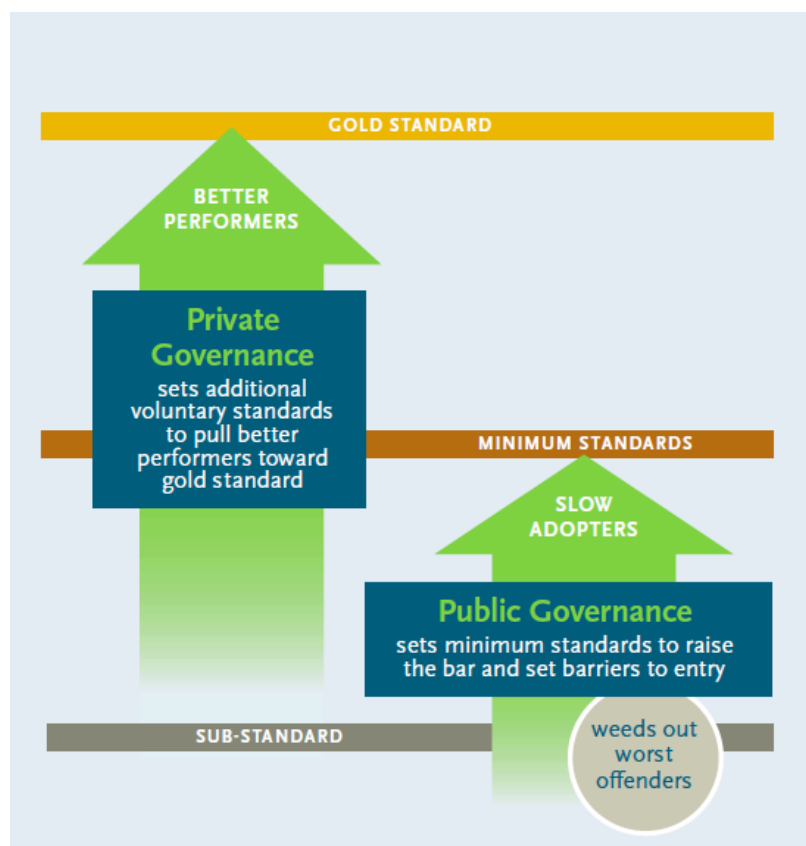 GOLD STANDARD
BETTER
PERFORMERS
Private
Governance
sets additional
voluntary standards
to pull better
performers toward
gold standard
MINIMUM STANDARDS
SLOW
ADOPTERS
Public Governance
sets minimum standards to raise
the bar and set barriers to entry
SUB-STANDARD
weeds out
worst
offenders